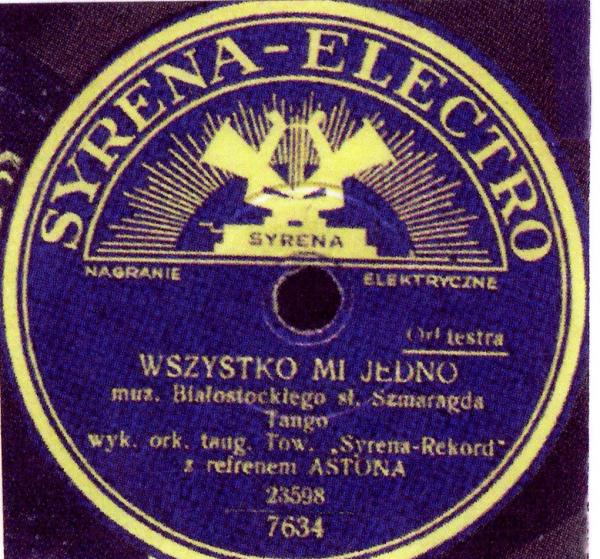 SYRENA-ELECTRO
SYRENA
NAGRANIE ELEKTRYCZNE
WSZYSTKO MI JEDNO
muz. Białostockiego sł. Szmaragda
Tango
wyk. ork. tang. Tow. „Syrena-Rekord"
z refrenem ASTONA
23598
7634